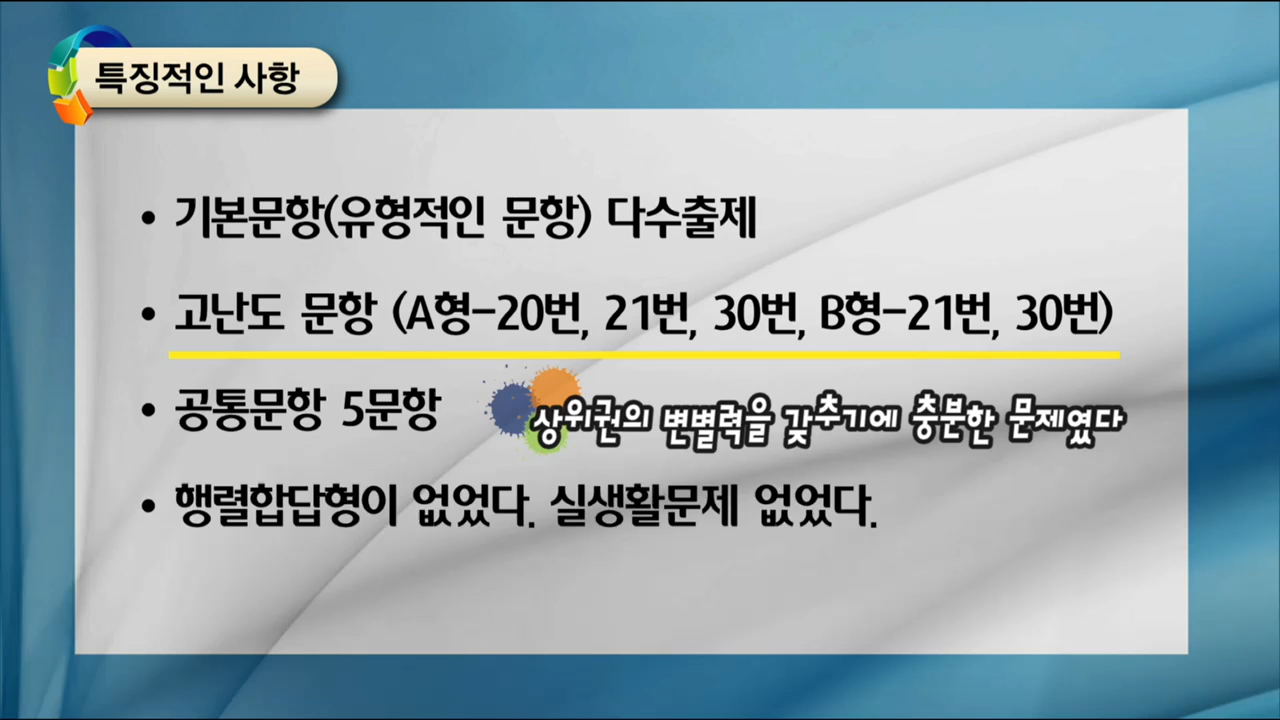 특징적인 사항
• 기본문항(유형적인 문항) 다수출제
• 고난도 문항 (A형-20번, 21번, 30번, B형-21번, 30번)
• 공통문항 5문항
상위권의 변별력을 갖추기에 충분한 문제였다
• 행렬합답형이 없었다. 실생활문제 없었다.